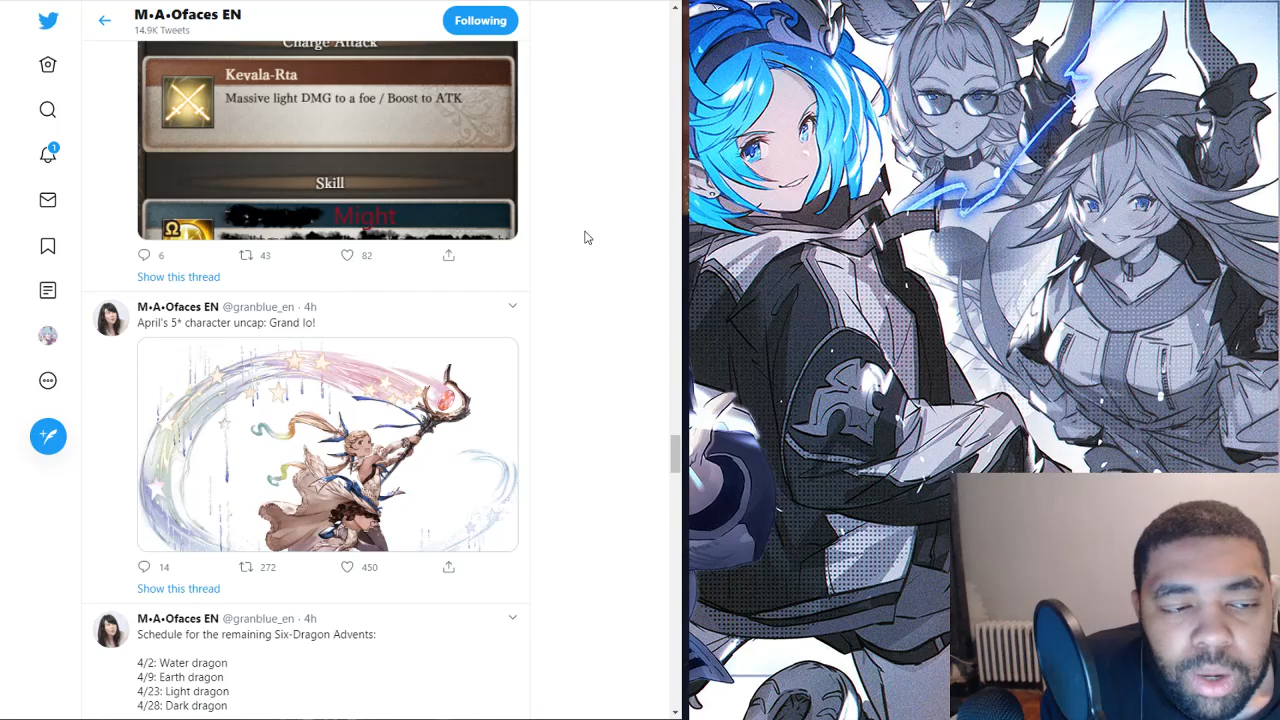 M•A•Ofaces EN
14.9K Tweets
Following
Charge Attack
Kevala-Rta
Massive light DMG to a foe / Boost to ATK
Skill
Might
6
43
82
Show this thread
1
M•A•Ofaces EN @granblue_en · 4h
April's 5* character uncap: Grand Io!
14
272
450
Show this thread
M•A•Ofaces EN @granblue_en · 4h
Schedule for the remaining Six-Dragon Advents:
4/2: Water dragon
4/9: Earth dragon
4/23: Light dragon
4/28: Dark dragon